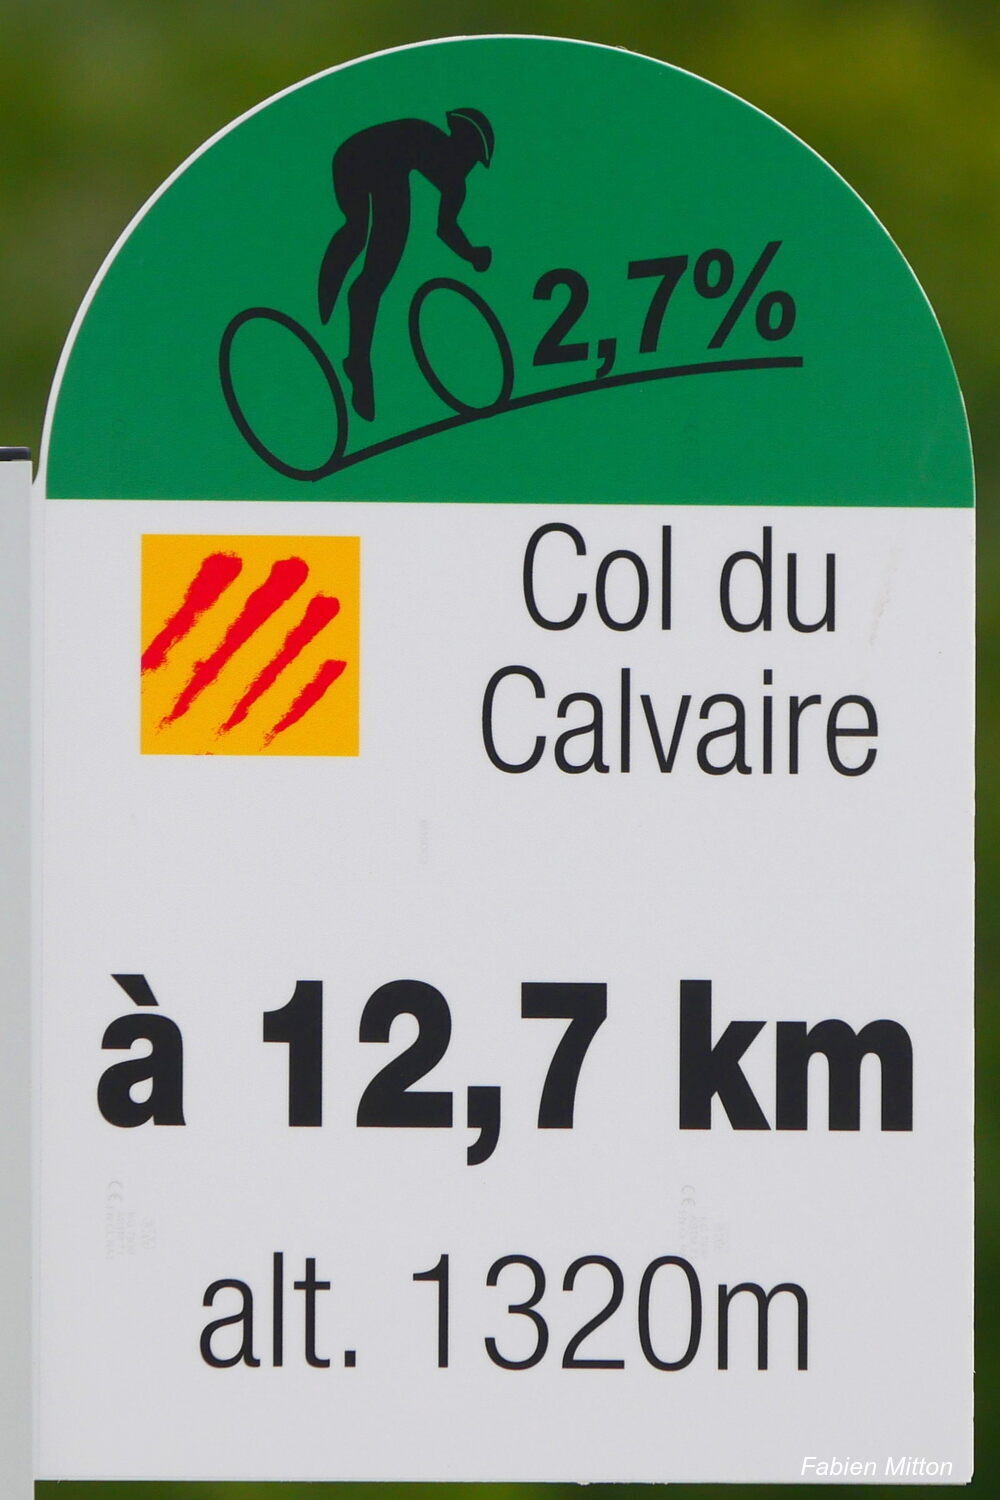 2,7%
Col du
Calvaire
à 12,7 km
alt. 1320m
Fabien Mitton